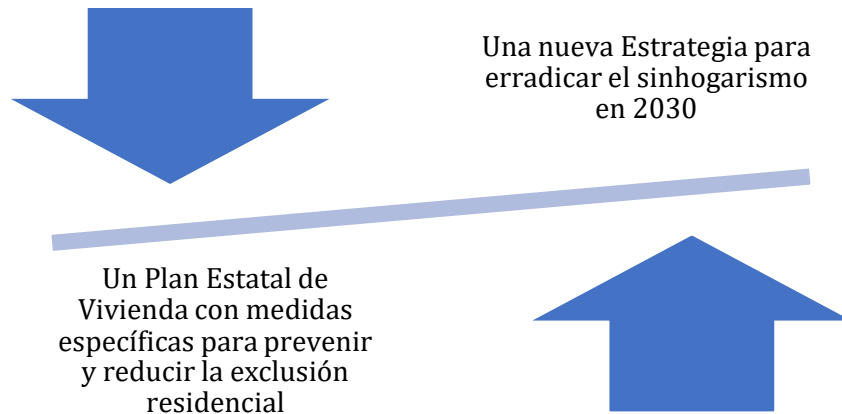 Una nueva Estrategia para
erradicar el sinhogarismo
en 2030
Un Plan Estatal de
Vivienda con medidas
específicas para prevenir
y reducir la exclusión
residencial